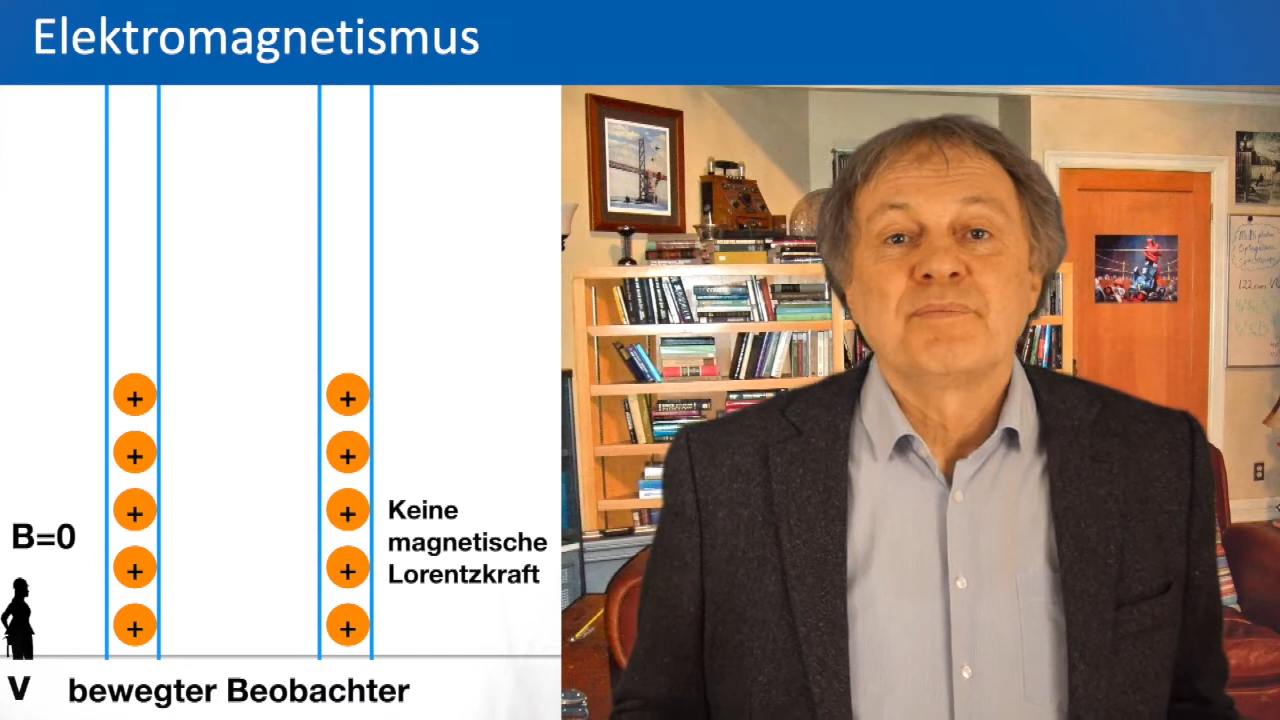 Elektromagnetismus
+ +
+ +
+ +
+ +
+ +
B=0
Keine
magnetische
Lorentzkraft
v bewegter Beobachter